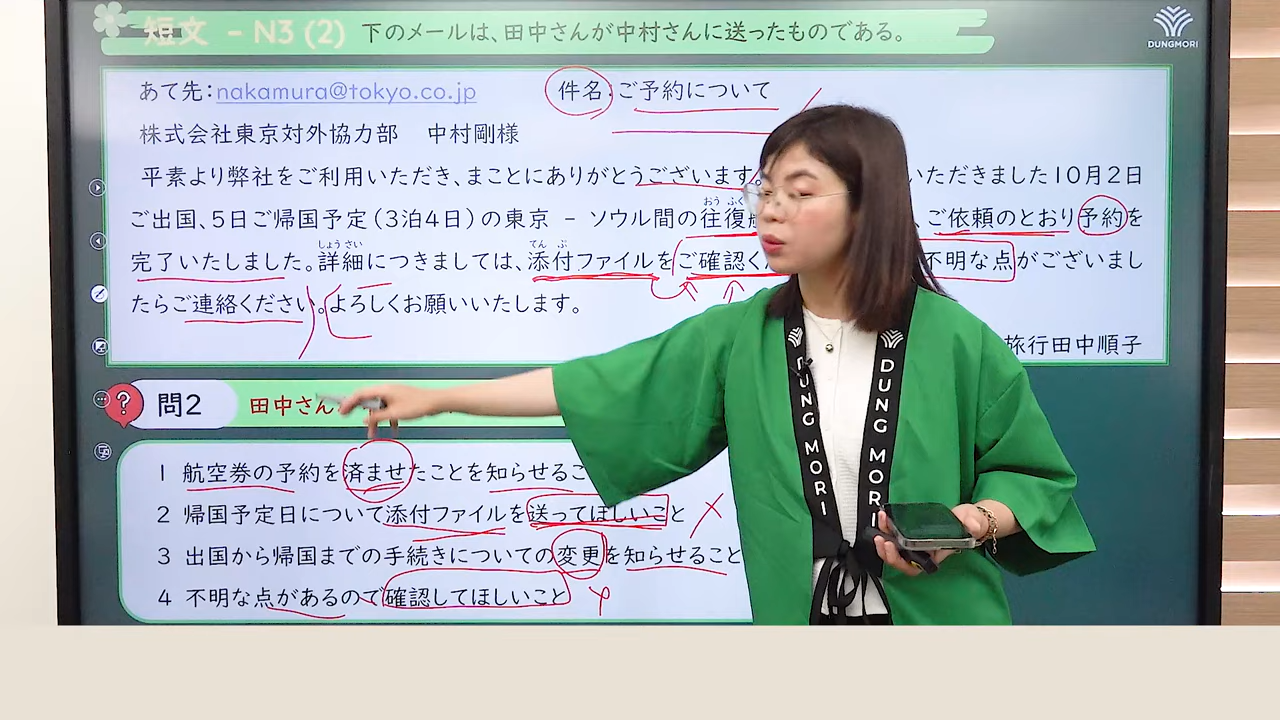 短文 - N3 (2) 下のメールは、田中さんが中村さんに送ったものである。
DUNGMORI
あて先：nakamura@tokyo.co.jp 件名：ご予約について
株式会社東京対外協力部 中村剛様
平素より弊社をご利用いただき、まことにありがとうございます。 いただきました10月2日
ご出国、5日ご帰国予定（3泊4日）の東京 – ソウル間の往復 、ご依頼のとおり予約を
おうふく
完了いたしました。詳細につきましては、添付ファイルをご確認く 不明な点がございまし
しょうさい てんぷ
たらご連絡ください。よろしくお願いいたします。
旅行田中順子
? 問2 田中さん
1 航空券の予約を済ませたことを知らせるこ
2 帰国予定日について添付ファイルを送ってほしいこと
3 出国から帰国までの手続きについての変更を知らせること
4 不明な点があるので確認してほしいこと
DUNG MORI
DUNG MORI